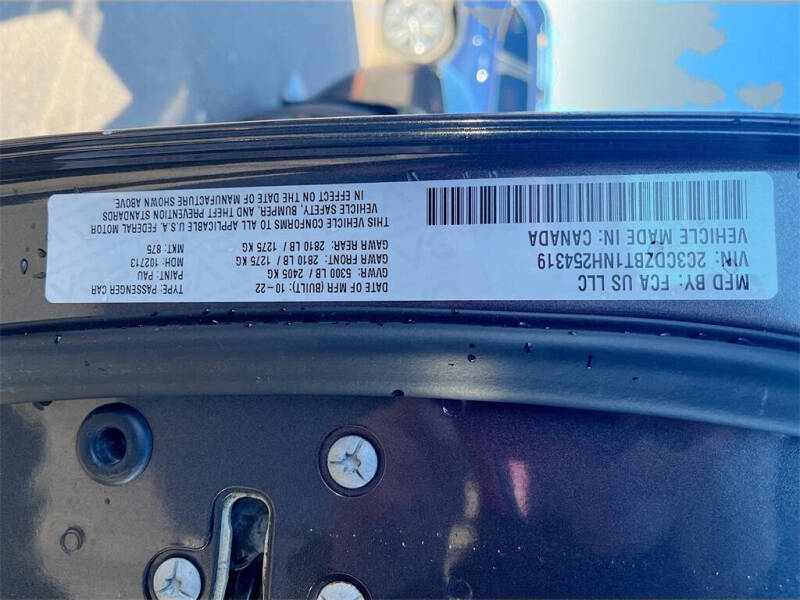 MFD BY: FCA US LLC
VIN: 2C3CDZBT1NH254319
VEHICLE MADE IN: CANADA
DATE OF MFR (BUILT): 10-22
GVWR: 5300 LB / 2405 KG
GAWR FRONT: 2810 LB / 1275 KG
GAWR REAR: 2810 LB / 1275 KG
TYPE: PASSENGER CAR
PAINT: PAU
MDH: 102713
MKT: 875
THIS VEHICLE CONFORMS TO ALL APPLICABLE U.S.A. FEDERAL MOTOR
VEHICLE SAFETY, BUMPER, AND THEFT PREVENTION STANDARDS
IN EFFECT ON THE DATE OF MANUFACTURE SHOWN ABOVE